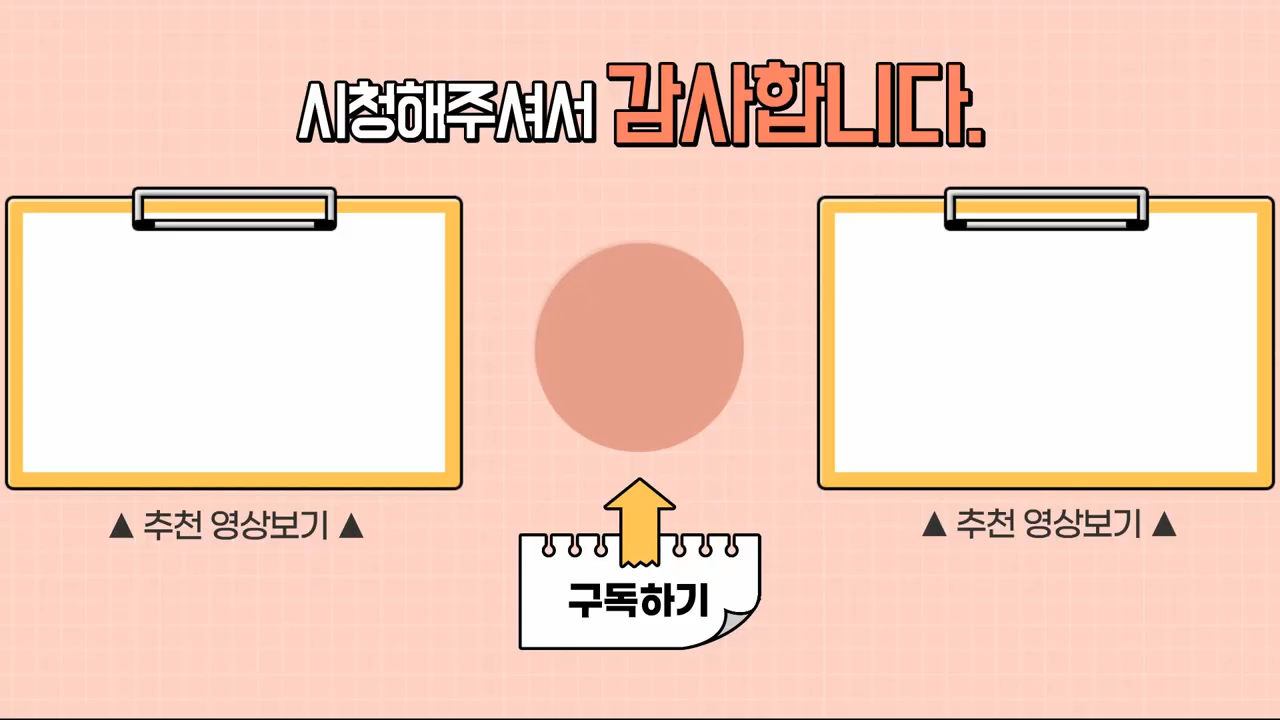 시청해주셔서 감사합니다.
▲ 추천 영상보기 ▲
▲ 추천 영상보기 ▲
구독하기